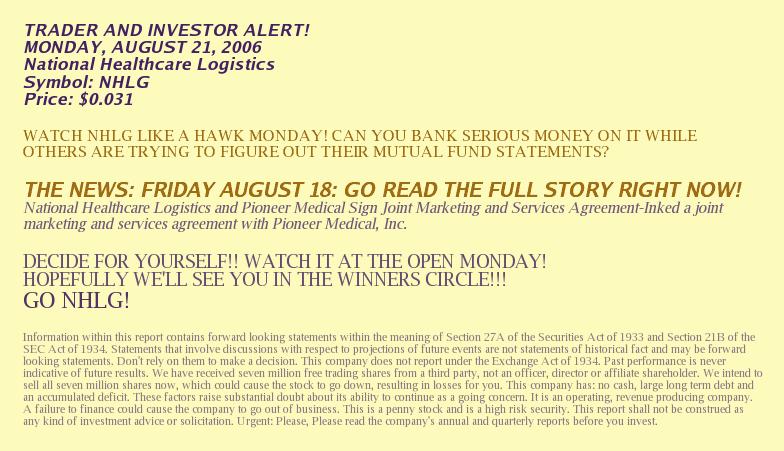 TRADER AND INVESTOR ALERT!
MONDAY, AUGUST 21, 2006
National Healthcare Logistics
Symbol: NHLG
Price: $0.031
WATCH NHLG LIKE A HAWK MONDAY! CAN YOU BANK SERIOUS MONEY ON IT WHILE
OTHERS ARE TRYING TO FIGURE OUT THEIR MUTUAL FUND STATEMENTS?
THE NEWS: FRIDAY AUGUST 18: GO READ THE FULL STORY RIGHT NOW!
National Healthcare Logistics and Pioneer Medical Sign Joint Marketing and Services Agreement-Inked a joint
marketing and services agreement with Pioneer Medical, Inc.
DECIDE FOR YOURSELF!! WATCH IT AT THE OPEN MONDAY!
HOPEFULLY WE'LL SEE YOU IN THE WINNERS CIRCLE!!!
GO NHLG!
Information within this report contains forward looking statements within the meaning of Section 27A of the Securities Act of 1933 and Section 21B of the
SEC Act of 1934. Statements that involve discussions with respect to projections of future events are not statements of historical fact and may be forward
looking statements. Don't rely on them to make a decision. This company does not report under the Exchange Act of 1934. Past performance is never
indicative of future results. We have received seven million free trading shares from a third party, not an officer, director or affiliate shareholder. We intend to
sell all seven million shares now, which could cause the stock to go down, resulting in losses for you. This company has: no cash, large long term debt and
an accumulated deficit. These factors raise substantial doubt about its ability to continue as a going concern. It is an operating, revenue producing company.
A failure to finance could cause the company to go out of business. This is a penny stock and is a high risk security. This report shall not be construed as
any kind of investment advice or solicitation. Urgent: Please, Please read the company's annual and quarterly reports before you invest.